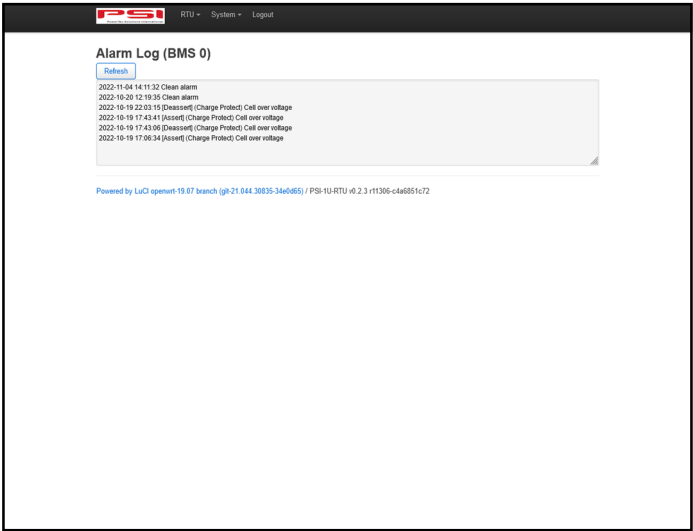 PSI
RTU System Logout
Alarm Log (BMS 0)
Refresh
2022-11-04 14:11:32 Clean alarm
2022-10-20 12:19:35 Clean alarm
2022-10-19 22:03:15 [Deassert] (Charge Protect) Cell over voltage
2022-10-19 17:43:41 [Assert] (Charge Protect) Cell over voltage
2022-10-19 17:43:06 [Deassert] (Charge Protect) Cell over voltage
2022-10-19 17:06:34 [Assert] (Charge Protect) Cell over voltage
Powered by LuCI openwrt-19.07 branch (git-21.044.30835-34e0d65) / PSI-1U-RTU v0.2.3 r11306-c4a6851c72